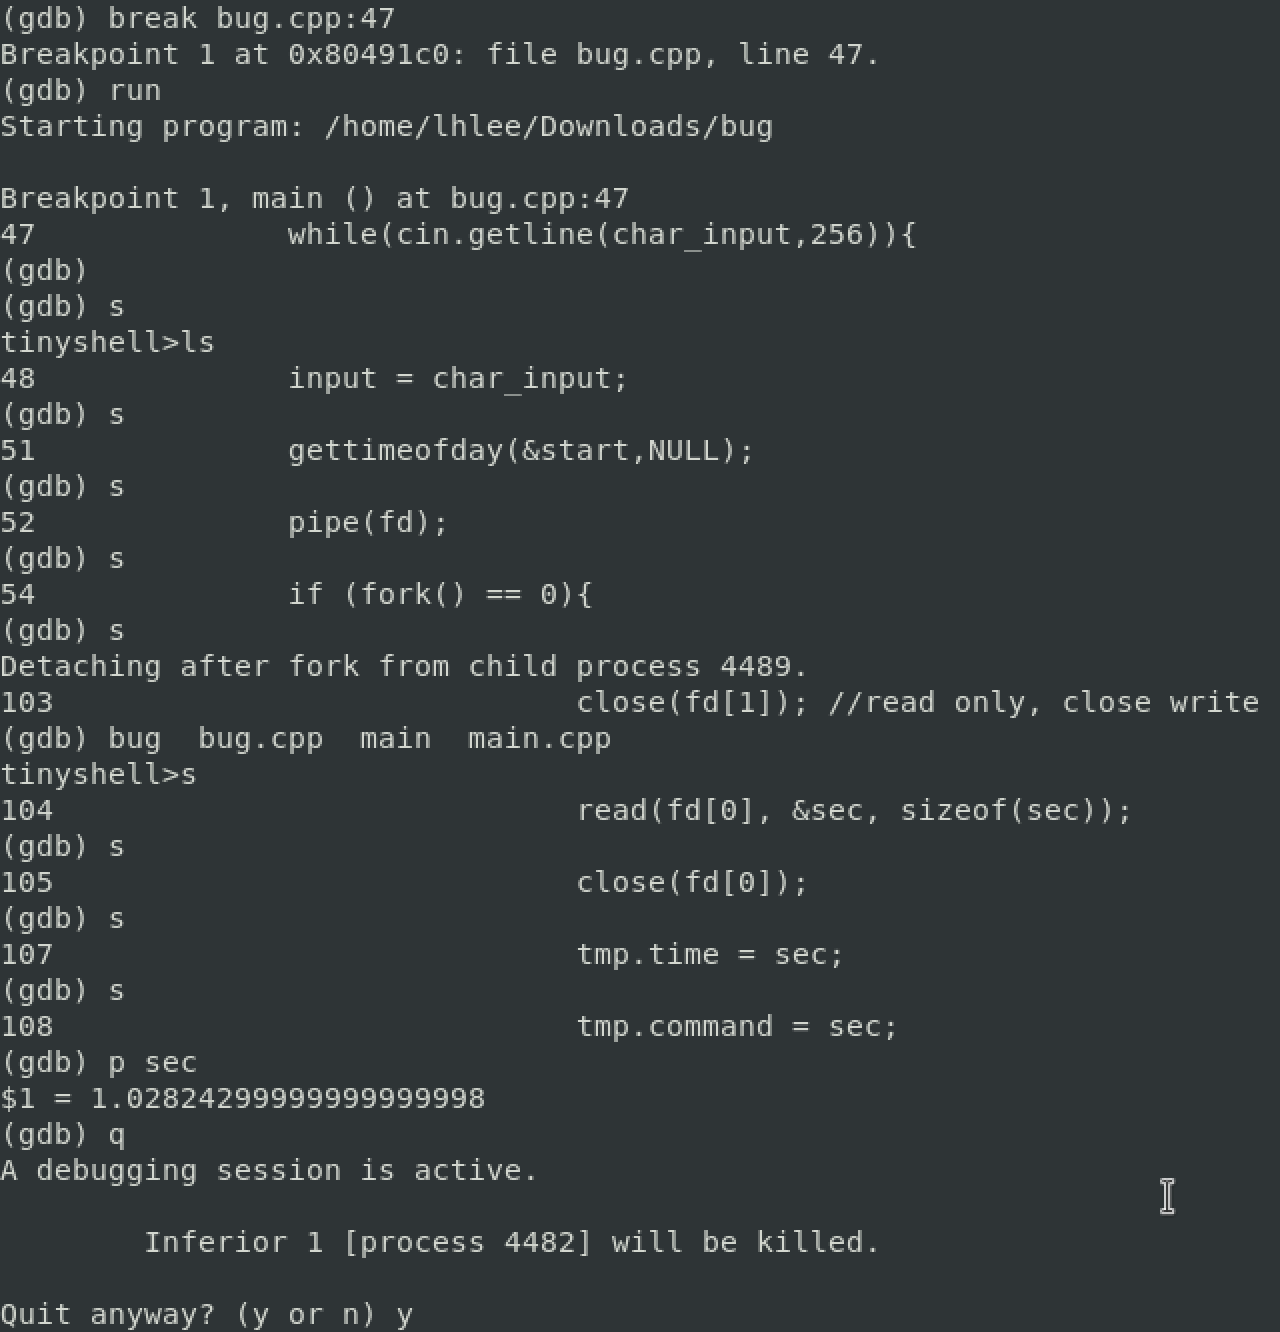 (gdb) break bug.cpp:47
Breakpoint 1 at 0x80491c0: file bug.cpp, line 47.
(gdb) run
Starting program: /home/lhlee/Downloads/bug
Breakpoint 1, main () at bug.cpp:47
47              while(cin.getline(char_input,256)){
(gdb)
(gdb) s
tinyshell>ls
48              input = char_input;
(gdb) s
51              gettimeofday(&start,NULL);
(gdb) s
52              pipe(fd);
(gdb) s
54              if (fork() == 0){
(gdb) s
Detaching after fork from child process 4489.
103                             close(fd[1]); //read only, close write
(gdb) bug  bug.cpp  main  main.cpp
tinyshell>s
104                             read(fd[0], &sec, sizeof(sec));
(gdb) s
105                             close(fd[0]);
(gdb) s
107                             tmp.time = sec;
(gdb) s
108                             tmp.command = sec;
(gdb) p sec
$1 = 1.0282429999999999998
(gdb) q
A debugging session is active.
        Inferior 1 [process 4482] will be killed.
Quit anyway? (y or n) y